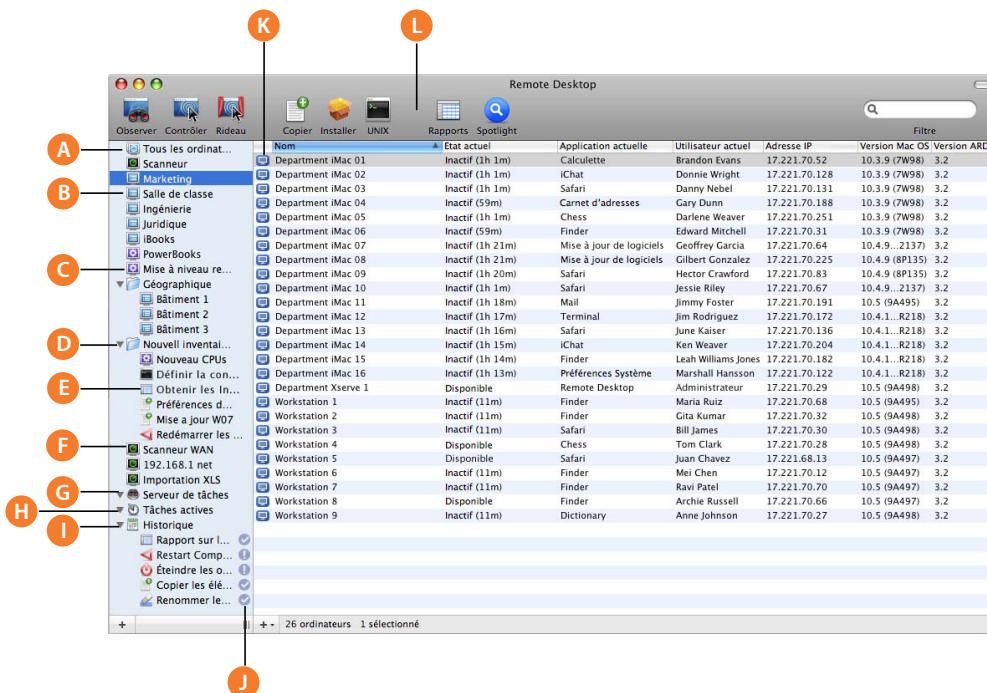 K
L
Remote Desktop
Observer Contrôler Rideau Copier Installer UNIX Rapports Spotlight Filtre
A
B
C
D
E
F
G
H
I
Tous les ordinat...
Scanneur
Marketing
Salle de classe
Ingénierie
Juridique
iBooks
PowerBooks
Mise à niveau re...
Géographique
Bâtiment 1
Bâtiment 2
Bâtiment 3
Nouvell inventai...
Nouveau CPUs
Définir la con...
Obtenir les In...
Préférences d...
Mise a jour W07
Redémarrer les ...
Scanneur WAN
192.168.1 net
Importation XLS
Serveur de tâches
Tâches actives
Historique
Rapport sur l...
Restart Comp...
Éteindre les o...
Copier les élé...
Renommer le...
Nom État actuel Application actuelle Utilisateur actuel Adresse IP Version Mac OS Version ARD
Department iMac 01 Inactif (1h 1m) Calculette Brandon Evans 17.221.70.52 10.3.9 (7W98) 3.2
Department iMac 02 Inactif (1h 1m) iChat Donnie Wright 17.221.70.128 10.3.9 (7W98) 3.2
Department iMac 03 Inactif (1h 1m) Safari Danny Nebel 17.221.70.131 10.3.9 (7W98) 3.2
Department iMac 04 Inactif (59m) Carnet d'adresses Gary Dunn 17.221.70.188 10.3.9 (7W98) 3.2
Department iMac 05 Inactif (1h 1m) Chess Darlene Weaver 17.221.70.251 10.3.9 (7W98) 3.2
Department iMac 06 Inactif (59m) Finder Edward Mitchell 17.221.70.31 10.3.9 (7W98) 3.2
Department iMac 07 Inactif (1h 21m) Mise à jour de logiciels Geoffrey Garcia 17.221.70.64 10.4.9...2137) 3.2
Department iMac 08 Inactif (1h 21m) Mise à jour de logiciels Gilbert Gonzalez 17.221.70.225 10.4.9 (8P135) 3.2
Department iMac 09 Inactif (1h 20m) Safari Hector Crawford 17.221.70.83 10.4.9 (8P135) 3.2
Department iMac 10 Inactif (1h 1m) Safari Jessie Riley 17.221.70.67 10.4.9...2137) 3.2
Department iMac 11 Inactif (1h 18m) Mail Jimmy Foster 17.221.70.191 10.5 (9A495) 3.2
Department iMac 12 Inactif (1h 17m) Terminal Jim Rodriguez 17.221.70.172 10.4.1...R218) 3.2
Department iMac 13 Inactif (1h 16m) Safari June Kaiser 17.221.70.136 10.4.1...R218) 3.2
Department iMac 14 Inactif (1h 15m) iChat Ken Weaver 17.221.70.204 10.4.1...R218) 3.2
Department iMac 15 Inactif (1h 14m) Finder Leah Williams Jones 17.221.70.182 10.4.1...R218) 3.2
Department iMac 16 Inactif (1h 13m) Préférences Système Marshall Hansson 17.221.70.122 10.4.1...R218) 3.2
Department Xserve 1 Disponible Remote Desktop Administrateur 17.221.70.29 10.5 (9A498) 3.2
Workstation 1 Inactif (11m) Finder Maria Ruiz 17.221.70.68 10.5 (9A495) 3.2
Workstation 2 Inactif (11m) Finder Gita Kumar 17.221.70.32 10.5 (9A498) 3.2
Workstation 3 Inactif (11m) Safari Bill James 17.221.70.30 10.5 (9A498) 3.2
Workstation 4 Disponible Chess Tom Clark 17.221.70.28 10.5 (9A498) 3.2
Workstation 5 Disponible Safari Juan Chavez 17.221.68.13 10.5 (9A497) 3.2
Workstation 6 Inactif (11m) Finder Mei Chen 17.221.70.12 10.5 (9A497) 3.2
Workstation 7 Inactif (11m) Finder Ravi Patel 17.221.70.70 10.5 (9A497) 3.2
Workstation 8 Disponible Finder Archie Russell 17.221.70.66 10.5 (9A497) 3.2
Workstation 9 Inactif (11m) Dictionary Anne Johnson 17.221.70.27 10.5 (9A498) 3.2
26 ordinateurs 1 sélectionné
J